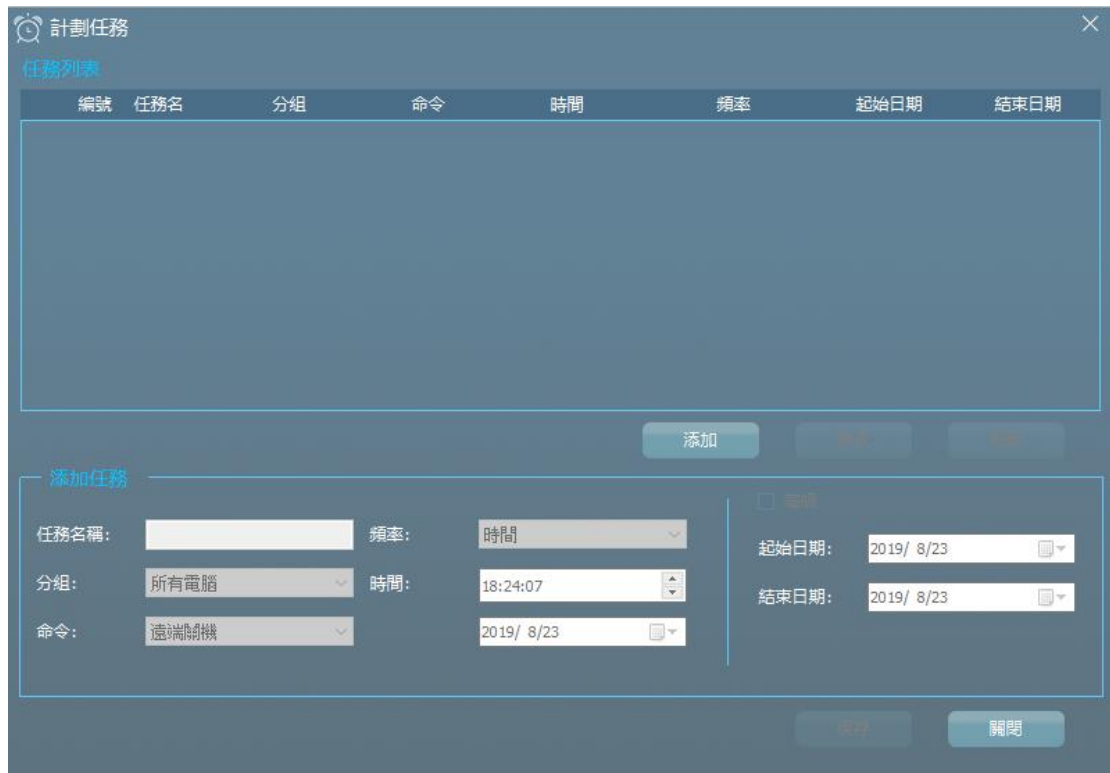 計劃任務
任務列表
編號 任務名 分組 命令 時間 頻率 起始日期 結束日期
添加
添加任務
任務名稱: 頻率: 時間
起始日期: 2019/ 8/23
分組: 所有電腦 時間: 18:24:07
結束日期: 2019/ 8/23
命令: 遠端關機 2019/ 8/23
關閉